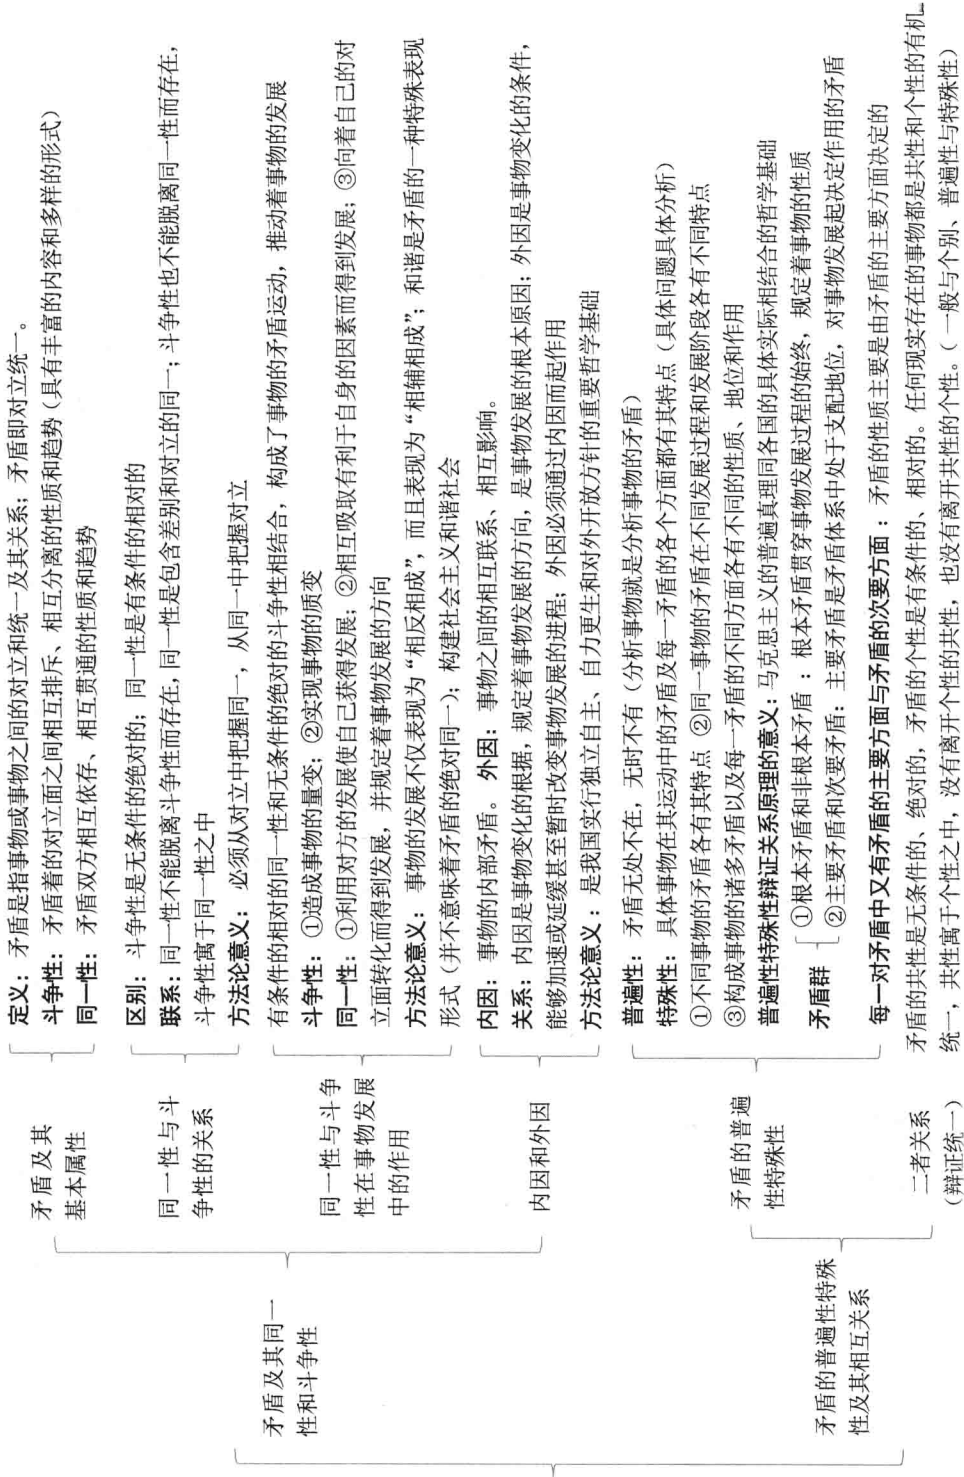 矛盾及其同一
性和斗争性
矛盾及其
基本属性
定义：矛盾是指事物或事物之间的对立和统一及其关系；矛盾即对立统一。
斗争性：矛盾着的对立面之间相互排斥、相互分离的性质和趋势（具有丰富的内容和多样的形式）
同一性：矛盾双方相互依存、相互贯通的性质和趋势
同一性与斗
争性的关系
区别：斗争性是无条件的绝对的；同一性是有条件的相对的
联系：同一性不能脱离斗争性而存在，同一性是包含差别和对立的同一；斗争性也不能脱离同一性而存在，
斗争性寓于同一性之中
方法论意义：必须从对立中把握同一，从同一中把握对立
同一性与斗争
性在事物发展
中的作用
有条件的相对的同一性和无条件的绝对的斗争性相结合，构成了事物的矛盾运动，推动着事物的发展
斗争性：①造成事物的量变；②实现事物的质变
同一性：①利用对方的发展使自己获得发展；②相互吸取有利于自身的因素而得到发展；③向着自己的对
立面转化而得到发展，并规定着事物发展的方向
方法论意义：事物的发展不仅表现为“相反相成”，而且表现为“相辅相成”；和谐是矛盾的一种特殊表现
形式（并不意味着矛盾的绝对同一）；构建社会主义和谐社会
内因和外因
内因：事物的内部矛盾。外因：事物之间的相互联系、相互影响。
关系：内因是事物变化的根据，规定着事物发展的方向，是事物发展的根本原因；外因是事物变化的条件，
能够加速或延缓甚至暂时改变事物发展的进程；外因必须通过内因而起作用
方法论意义：是我国实行独立自主、自力更生和对外开放方针的重要哲学基础
矛盾的普遍性特殊
性及其相互关系
矛盾的普遍
性特殊性
普遍性：矛盾无处不在，无时不有（分析事物就是分析事物的矛盾）
特殊性：具体事物在其运动中的矛盾及每一矛盾的各个方面都有其特点（具体问题具体分析）
①不同事物的矛盾各有其特点 ②同一事物的矛盾在不同发展过程和发展阶段各有不同特点
③构成事物的诸多矛盾以及每一矛盾的不同方面各有不同的性质、地位和作用
普遍性特殊性辩证关系原理的意义：马克思主义的普遍真理同各国的具体实际相结合的哲学基础
矛盾群
①根本矛盾和非根本矛盾：根本矛盾贯穿事物发展过程的始终，规定着事物的性质
②主要矛盾和次要矛盾：主要矛盾是矛盾体系中处于支配地位，对事物发展起决定作用的矛盾
每一对矛盾中又有矛盾的主要方面与矛盾的次要方面：矛盾的性质主要是由矛盾的主要方面决定的
二者关系
（辩证统一）
矛盾的共性是无条件的、绝对的，矛盾的个性是有条件的、相对的。任何现实存在的事物都是共性和个性的有机
统一，共性寓于个性之中，没有离开个性的共性，也没有离开共性的个性。（一般与个别、普遍性与特殊性）